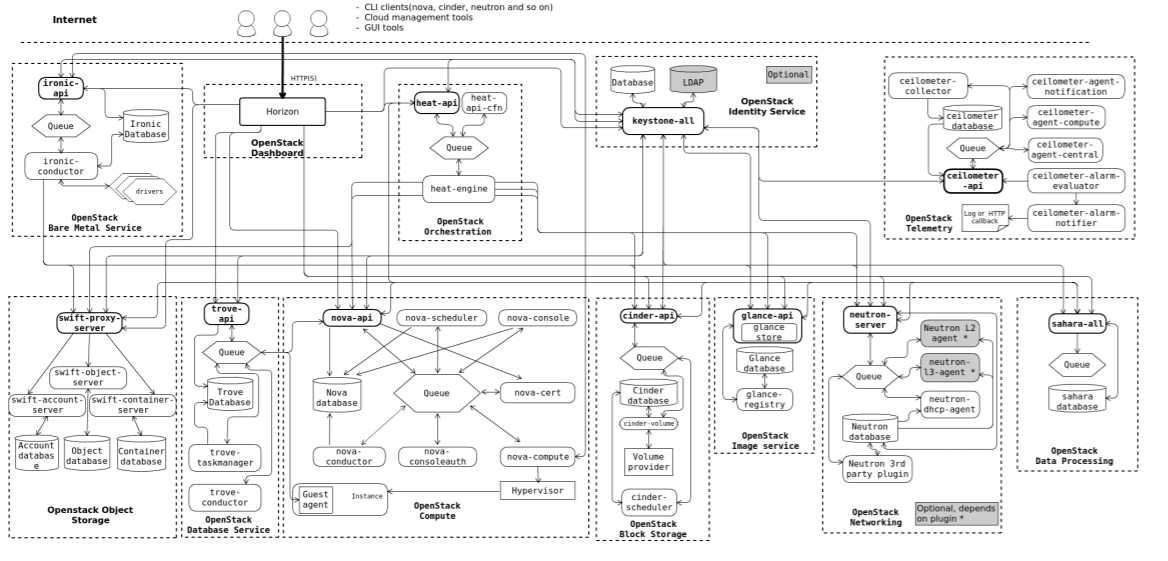 Internet
- CLI clients(nova, cinder, neutron and so on)
- Cloud management tools
- GUI tools
HTTP(S)
ironic-
api
Queue
Ironic
Database
ironic-
conductor
drivers
OpenStack
Bare Metal Service
Horizon
OpenStack
Dashboard
heat-api
heat-
api-cfn
Queue
heat-engine
OpenStack
Orchestration
Database
LDAP
Optional
keystone-all
OpenStack
Identity Service
ceilometer-
collector
ceilometer-agent-
notification
ceilometer
database
ceilometer-
agent-compute
Queue
ceilometer-
agent-central
ceilometer
-api
ceilometer-alarm-
evaluator
Log or HTTP
callback
ceilometer-alarm-
notifier
OpenStack
Telemetry
swift-proxy-
server
swift-object-
server
swift-account-
server
swift-container-
server
Account
databas
e
Object
database
Container
database
Openstack Object
Storage
trove-
api
Queue
Trove
Database
trove-
taskmanager
trove-
conductor
OpenStack
Database Service
nova-api
nova-scheduler
nova-console
Nova
database
Queue
nova-cert
nova-
conductor
nova-
consoleauth
nova-compute
Hypervisor
Guest
agent
Instance
OpenStack
Compute
cinder-api
Queue
Cinder
database
cinder-volume
Volume
provider
cinder-
scheduler
OpenStack
Block Storage
glance-api
glance
store
Glance
database
glance-
registry
OpenStack
Image service
neutron-
server
Neutron L2
agent *
neutron-
l3-agent *
Queue
neutron-
dhcp-agent
Neutron
database
Neutron 3rd
party plugin
OpenStack
Networking
Optional, depends
on plugin *
sahara-all
Queue
sahara
database
OpenStack
Data Processing